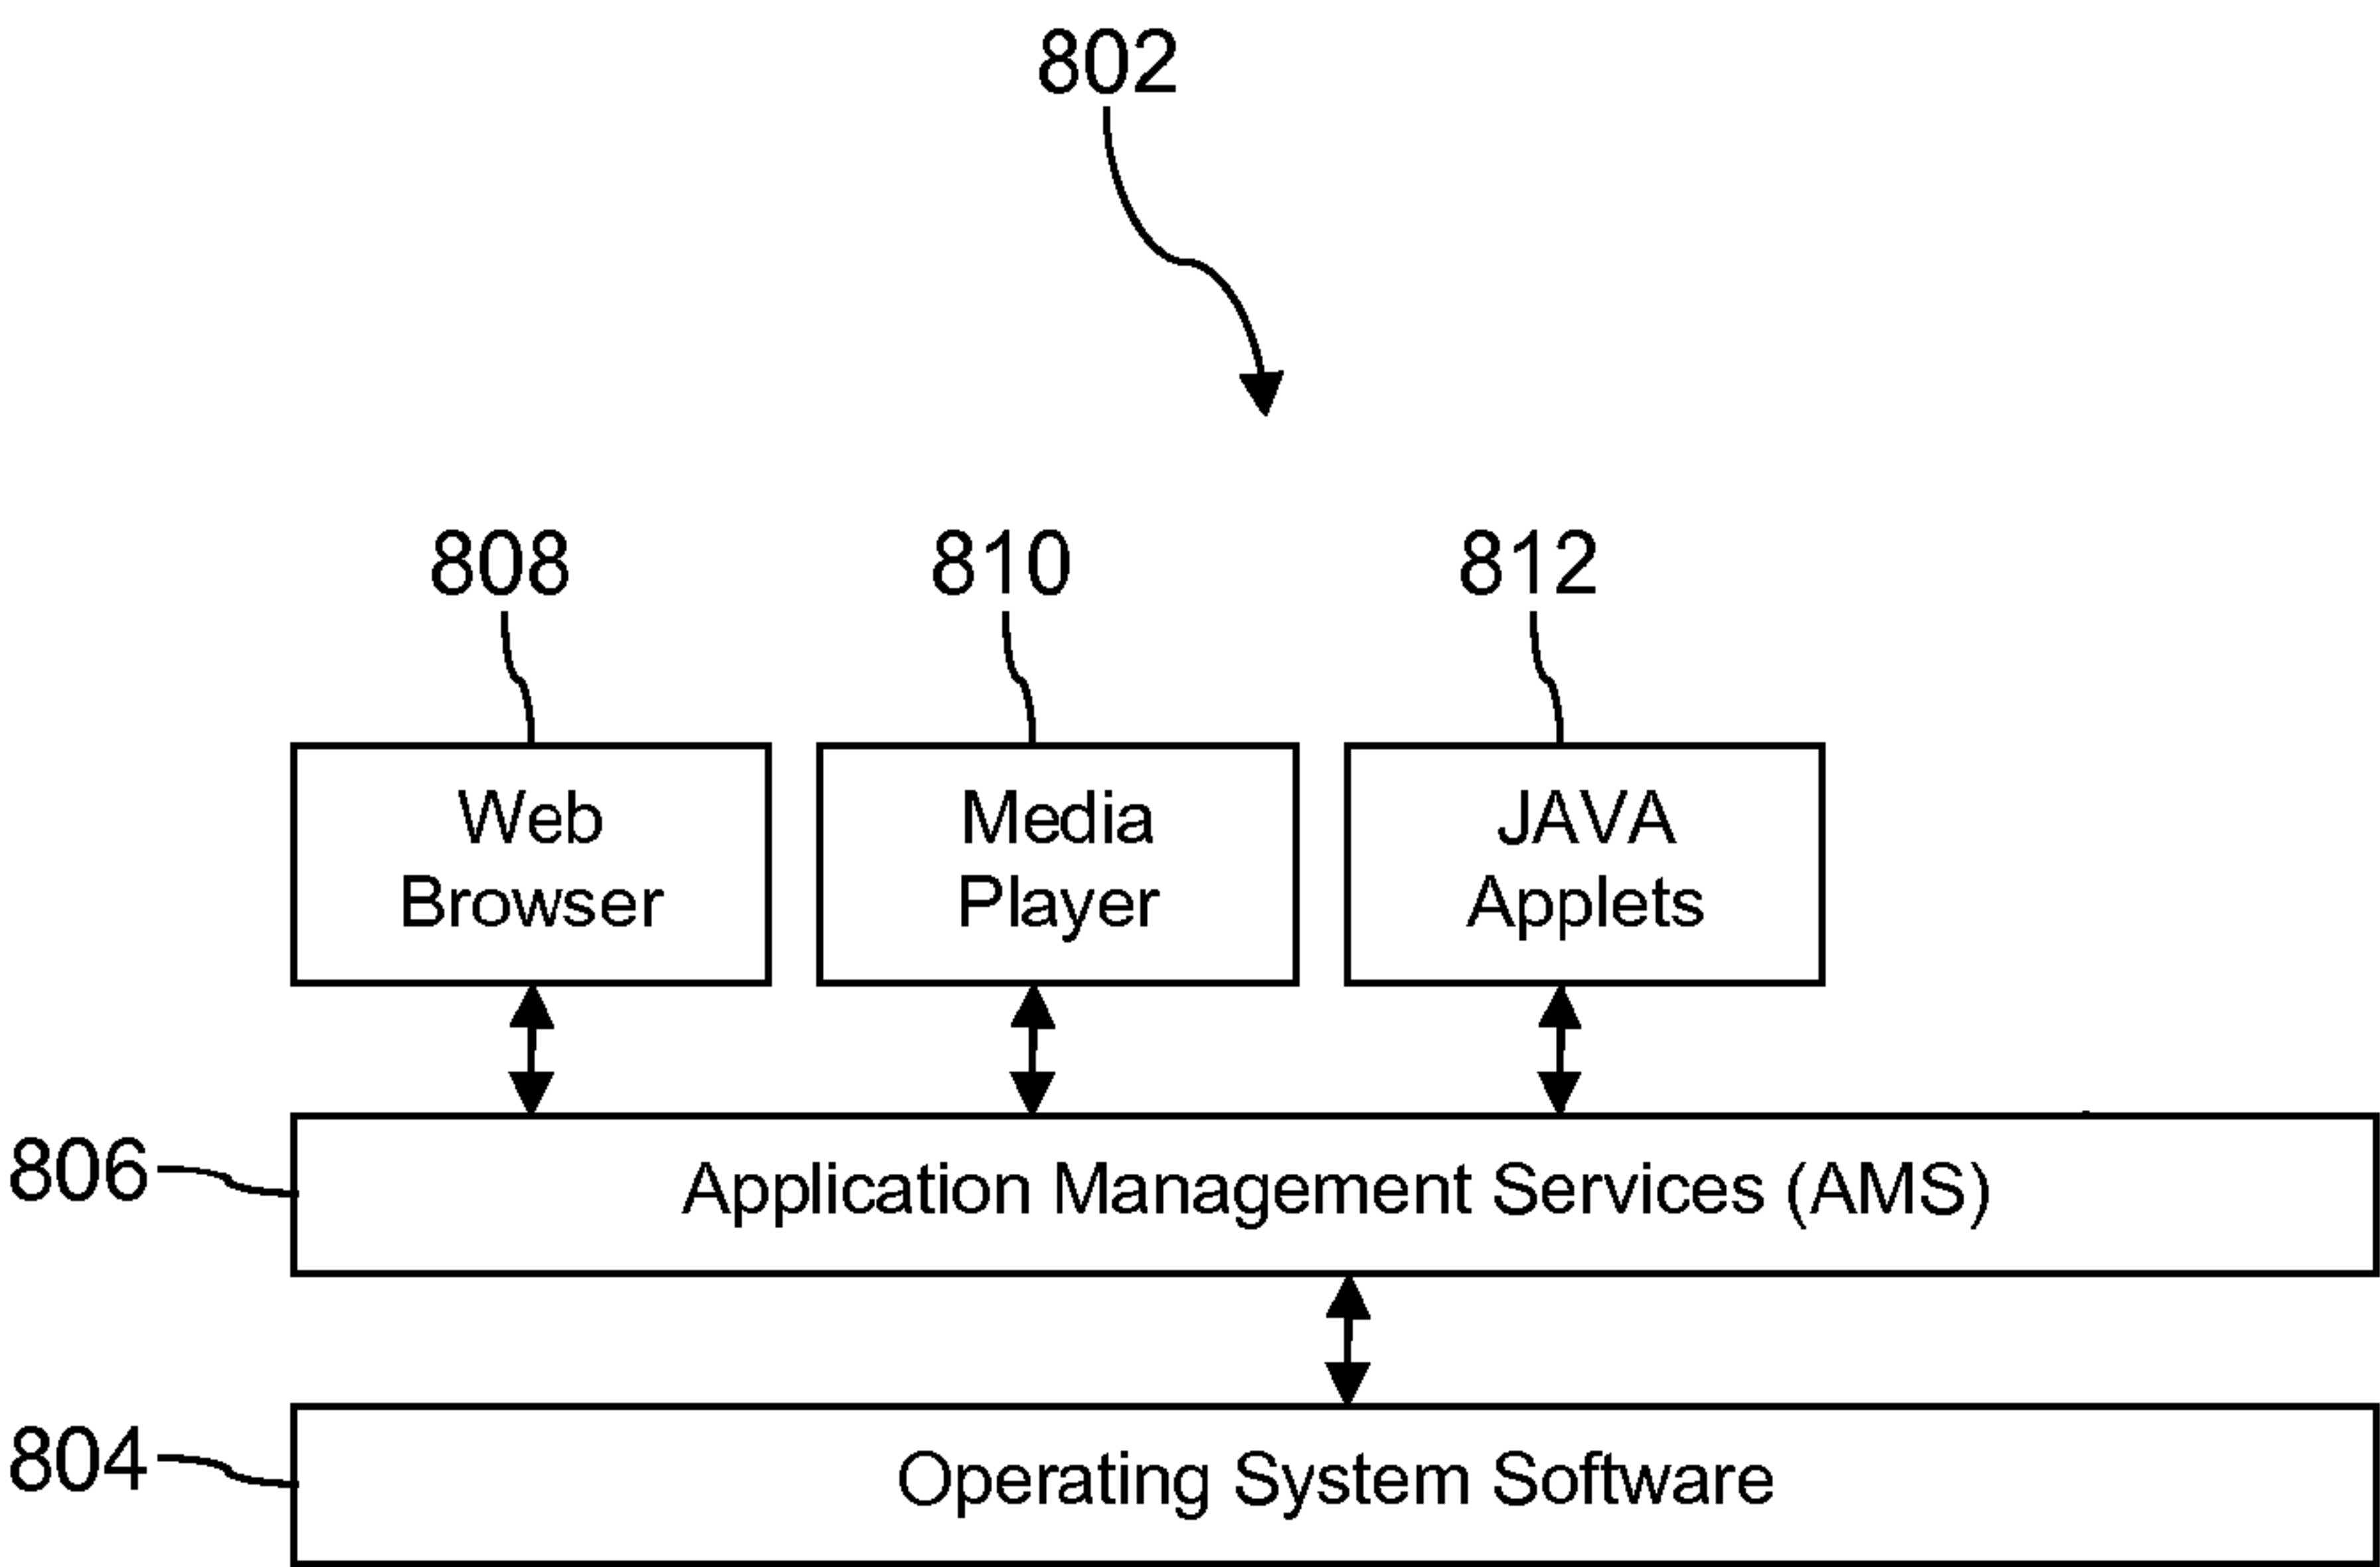 802
808
810
812
Web
Browser
Media
Player
JAVA
Applets
806
Application Management Services (AMS)
804
Operating System Software